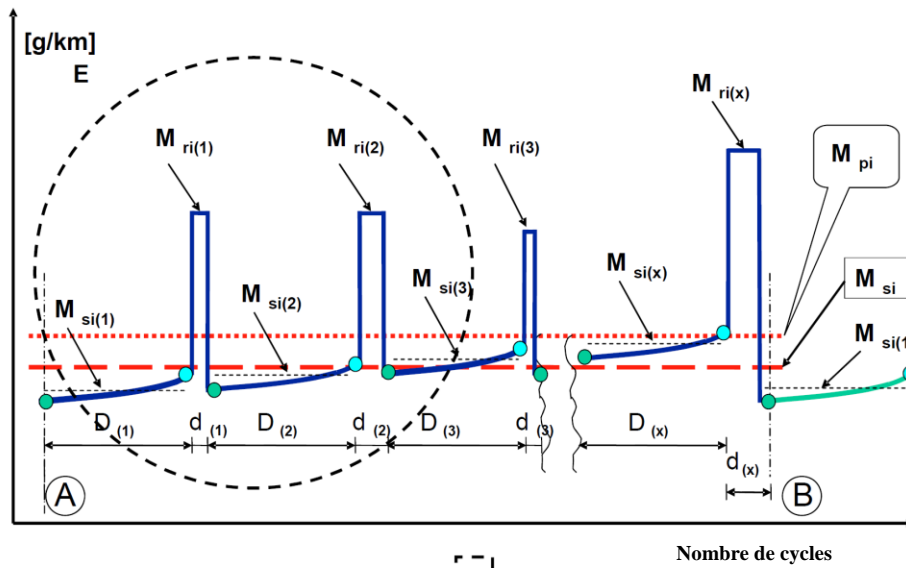 [g/km]
E
M ri(1)
M ri(2)
M ri(3)
M ri(x)
M pi
M si(1)
M si(2)
M si(3)
M si(x)
M si
M si(1
D (1)
d (1)
D (2)
d (2)
D (3)
d (3)
D (x)
d (x)
A
B
Nombre de cycles